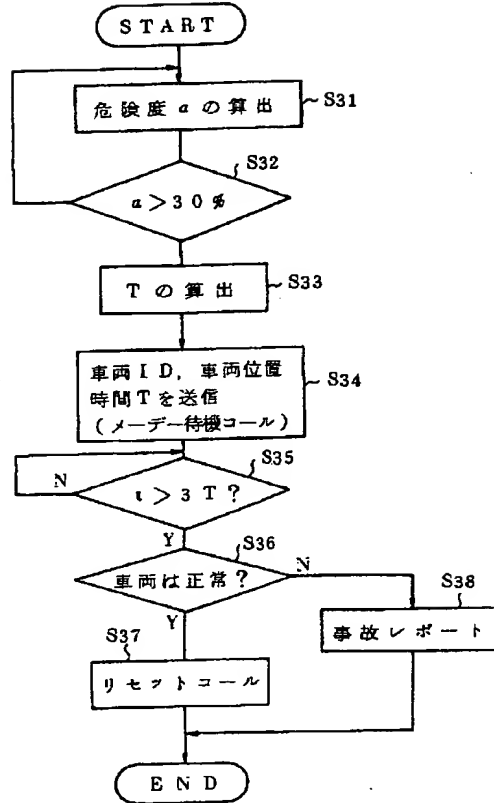 START
危険度αの算出
S31
S32
α>30%
Tの算出
S33
車両ID,車両位置
時間Tを送信
(メーデー待機コール)
S34
S35
N
t>3T?
Y
S36
車両は正常?
N
Y
S38
事故レポート
S37
リセットコール
END